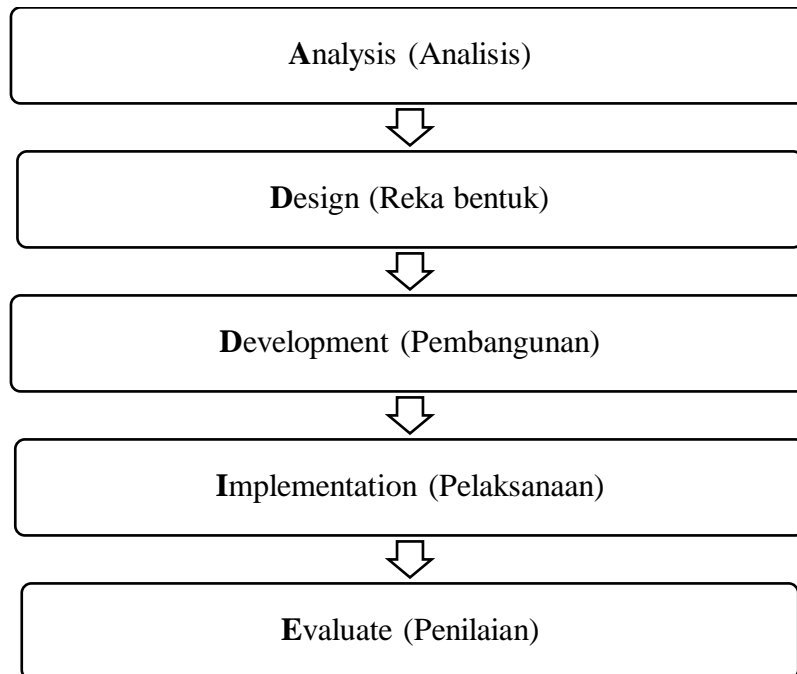 Analysis (Analisis)
Design (Reka bentuk)
Development (Pembangunan)
Implementation (Pelaksanaan)
Evaluate (Penilaian)